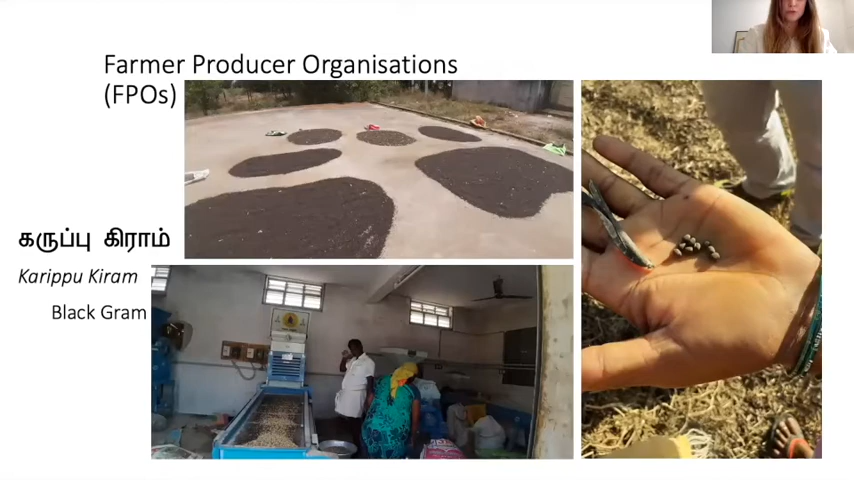 Farmer Producer Organisations
(FPOs)
கருப்பு கிராம்
Karippu Kiram
Black Gram